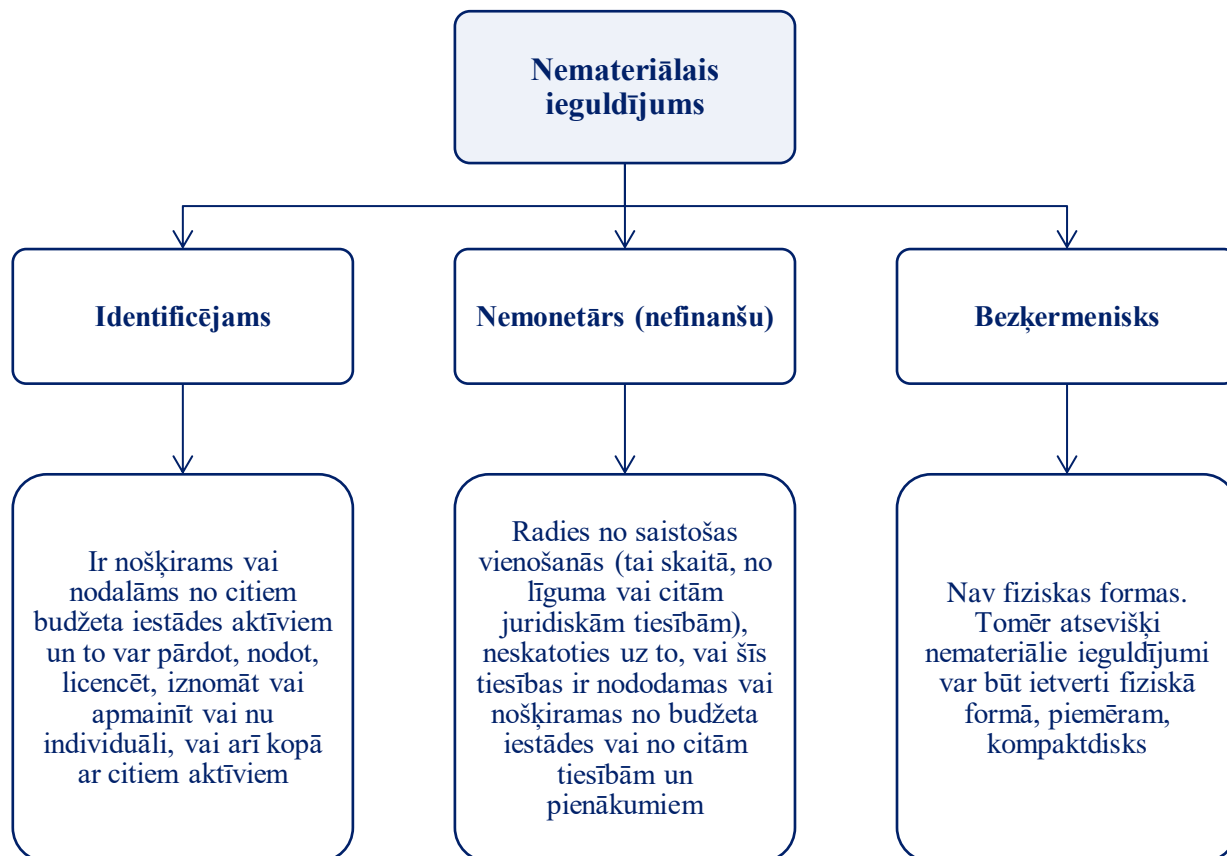 Nemateriālais
ieguldījums
Identificējams
Nemonetārs (nefinanšu)
Bezķermenisks
Ir nošķirams vai
nodalāms no citiem
budžeta iestādes aktīviem
un to var pārdot, nodot,
licencēt, iznomāt vai
apmainīt vai nu
individuāli, vai arī kopā
ar citiem aktīviem
Radies no saistošas
vienošanās (tai skaitā, no
līguma vai citām
juridiskām tiesībām),
neskatoties uz to, vai šīs
tiesības ir nododamas vai
nošķiramas no budžeta
iestādes vai no citām
tiesībām un
pienākumiem
Nav fiziskas formas.
Tomēr atsevišķi
nemateriālie ieguldījumi
var būt ietverti fiziskā
formā, piemēram,
kompaktdisks